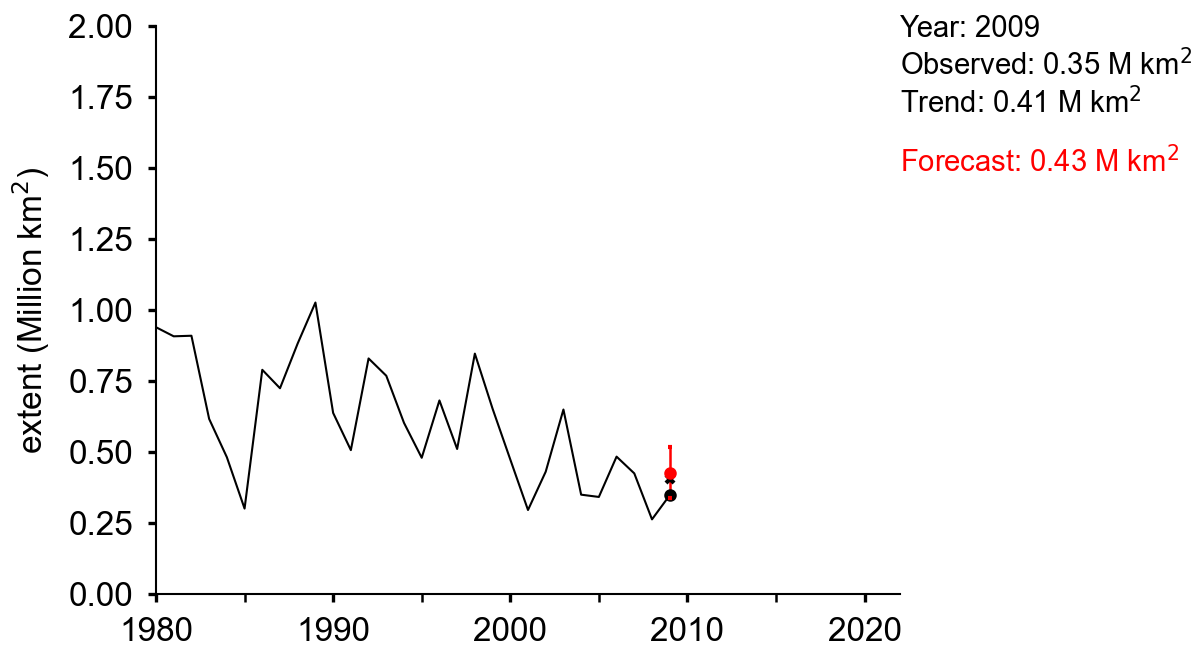 2.00
1.75
1.50
1.25
1.00
0.75
0.50
0.25
0.00
extent (Million km²)
1980
1990
2000
2010
2020
Year: 2009
Observed: 0.35 M km²
Trend: 0.41 M km²
Forecast: 0.43 M km²